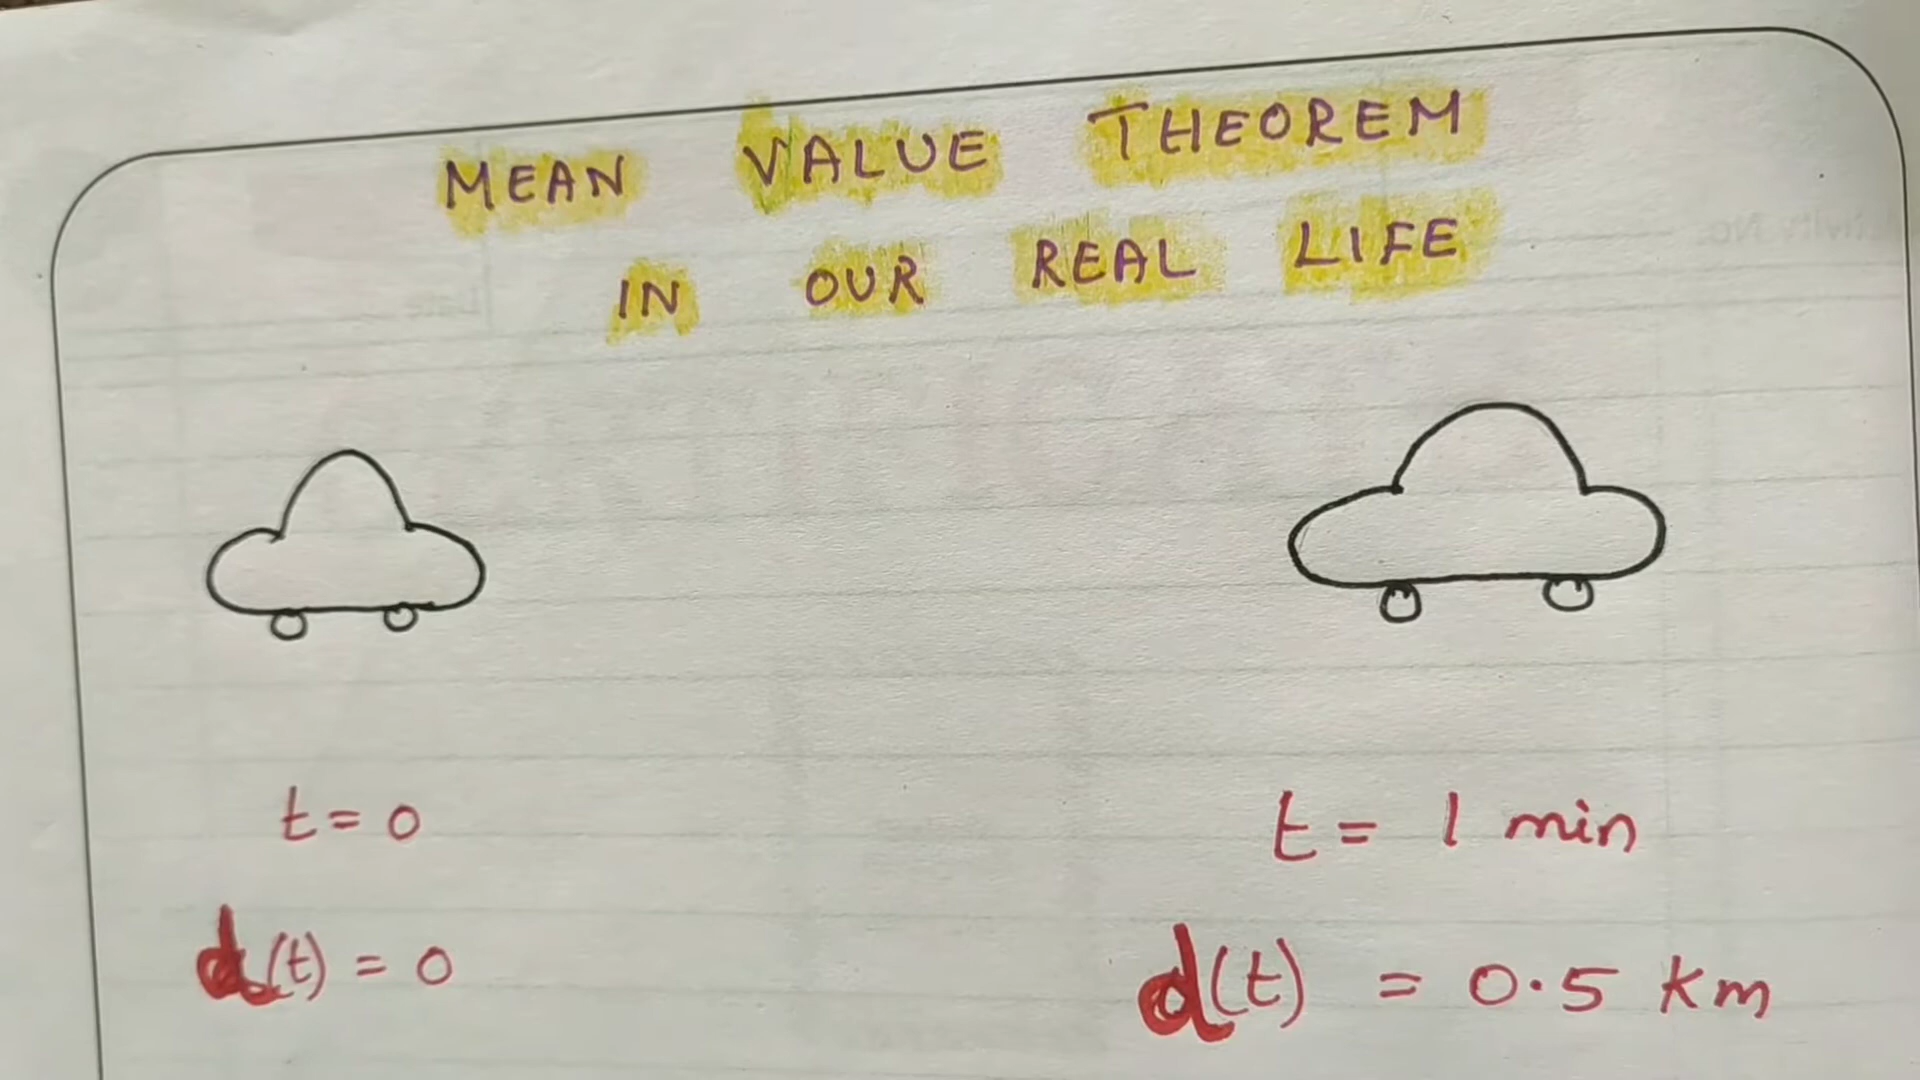 MEAN VALUE THEOREM
IN OUR REAL LIFE
t = 0
t = 1 min
d(t) = 0
d(t) = 0.5 km